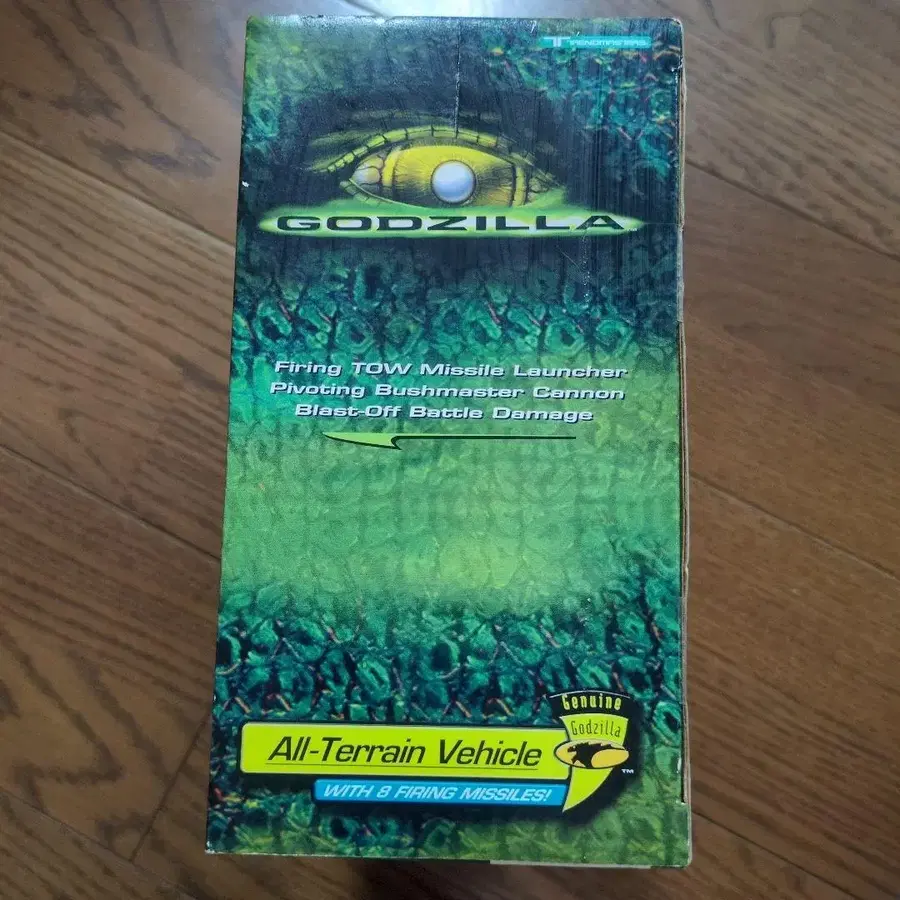 TRENDMASTERS
GODZILLA
Firing TOW Missile Launcher
Pivoting Bushmaster Cannon
Blast-Off Battle Damage
Genuine
Godzilla
TM
All-Terrain Vehicle
WITH 8 FIRING MISSILES!